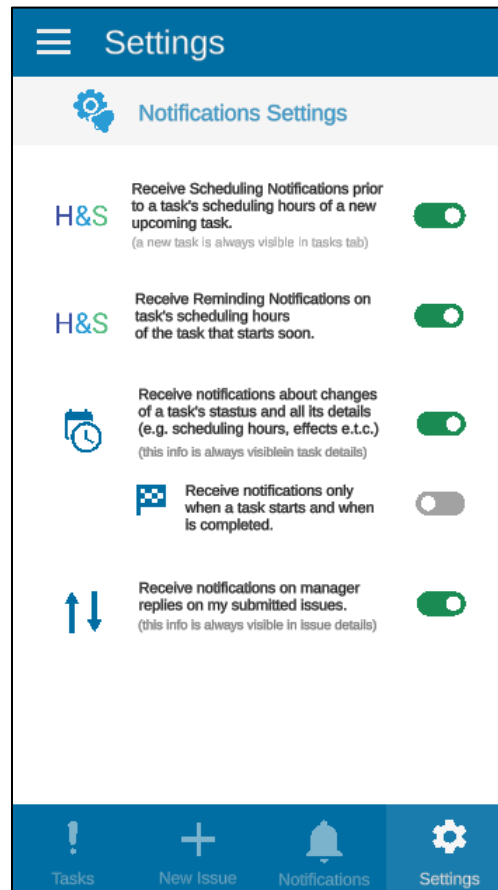 Settings
Notifications Settings
H&S
Receive Scheduling Notifications prior
to a task's scheduling hours of a new
upcoming task.
(a new task is always visible in tasks tab)
H&S
Receive Reminding Notifications on
task's scheduling hours
of the task that starts soon.
Receive notifications about changes
of a task's stastus and all its details
(e.g. scheduling hours, effects e.t.c.)
(this info is always visiblein task details)
Receive notifications only
when a task starts and when
is completed.
Receive notifications on manager
replies on my submitted issues.
(this info is always visible in issue details)
Tasks
New Issue
Notifications
Settings